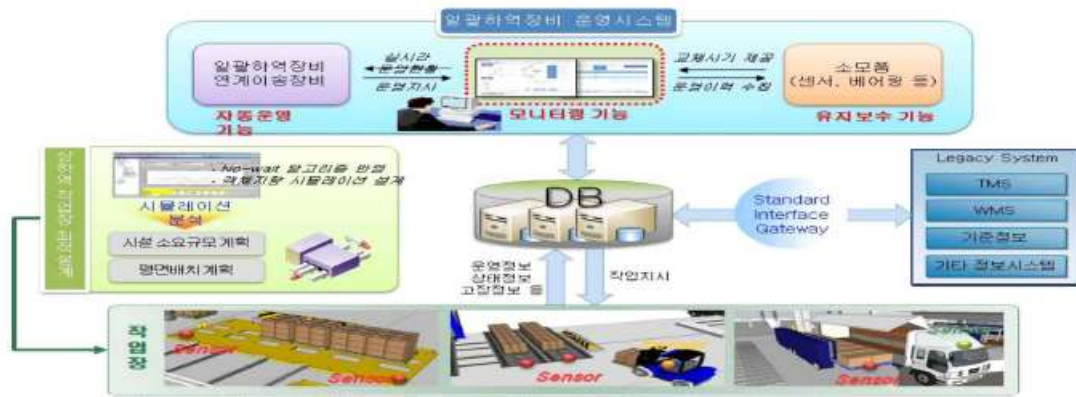 일괄하역장비 운영시스템
일괄하역장비
연계이송장비
자동운영
기능
실시간
운영현황
운영지시
모니터링 기능
교체시기 제공
운영이력 수집
소모품
(센서, 베어링 등)
유지보수 기능
- No-wait 알고리즘 반영
- 객체지향 시뮬레이션 설계
시뮬레이션
분석
시설 소요규모 계획
평면배치계획
DB
Standard
Interface
Gateway
Legacy System
TMS
WMS
기준정보
기타 정보시스템
운영정보
상태정보
고장정보 등
작업지시
작업장
Sensor
Sensor
Sensor
Sensor
Sensor